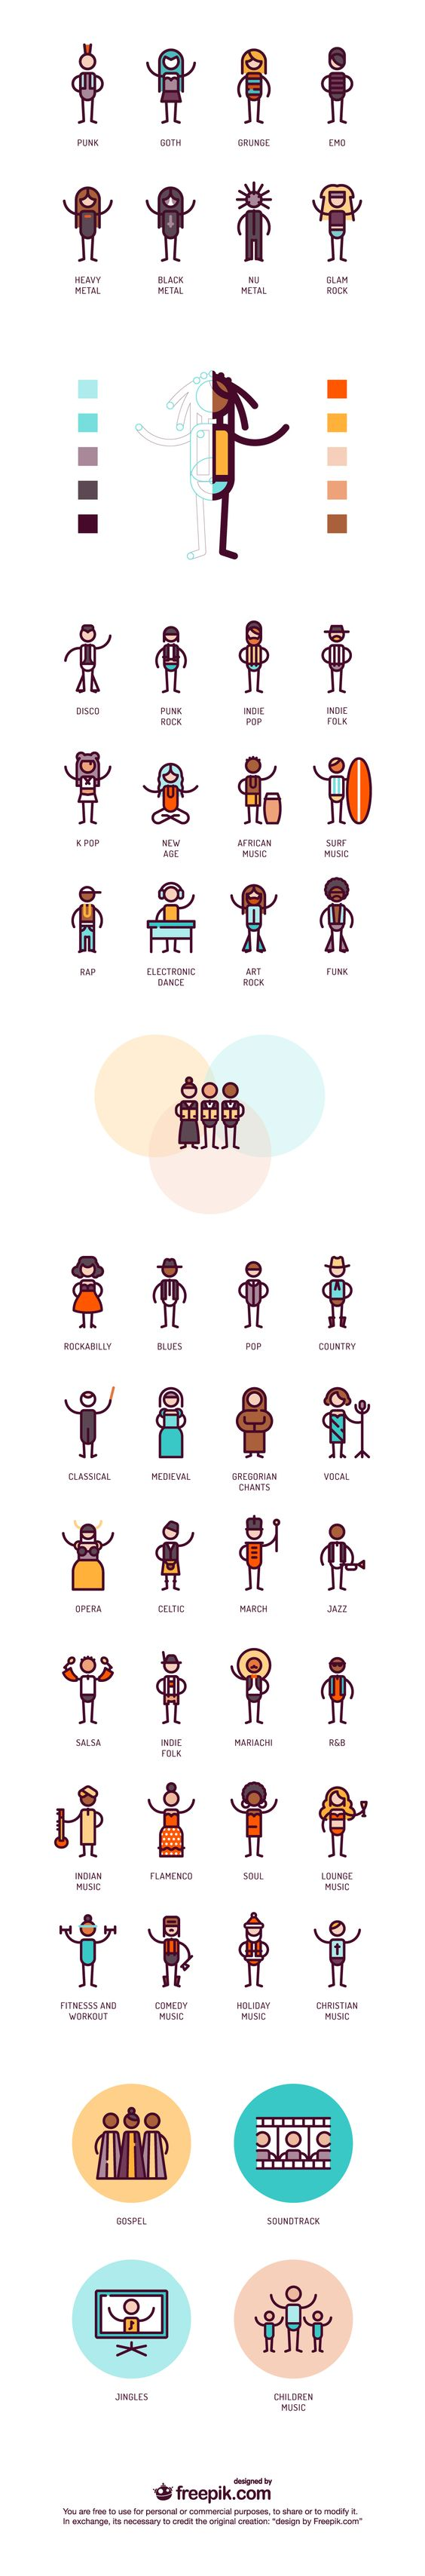 PUNK
GOTH
GRUNGE
EMO
HEAVY
METAL
BLACK
METAL
NU
METAL
GLAM
ROCK
DISCO
PUNK
ROCK
INDIE
POP
INDIE
FOLK
K POP
NEW
AGE
AFRICAN
MUSIC
SURF
MUSIC
RAP
ELECTRONIC
DANCE
ART
ROCK
FUNK
ROCKABILLY
BLUES
POP
COUNTRY
CLASSICAL
MEDIEVAL
GREGORIAN
CHANTS
VOCAL
OPERA
CELTIC
MARCH
JAZZ
SALSA
INDIE
FOLK
MARIACHI
R&B
INDIAN
MUSIC
FLAMENCO
SOUL
LOUNGE
MUSIC
FITNESSS AND
WORKOUT
COMEDY
MUSIC
HOLIDAY
MUSIC
CHRISTIAN
MUSIC
GOSPEL
SOUNDTRACK
JINGLES
CHILDREN
MUSIC
designed by
freepik.com
You are free to use for personal or commercial purposes, to share or to modify it.
In exchange, its necessary to credit the original creation: “design by Freepik.com”